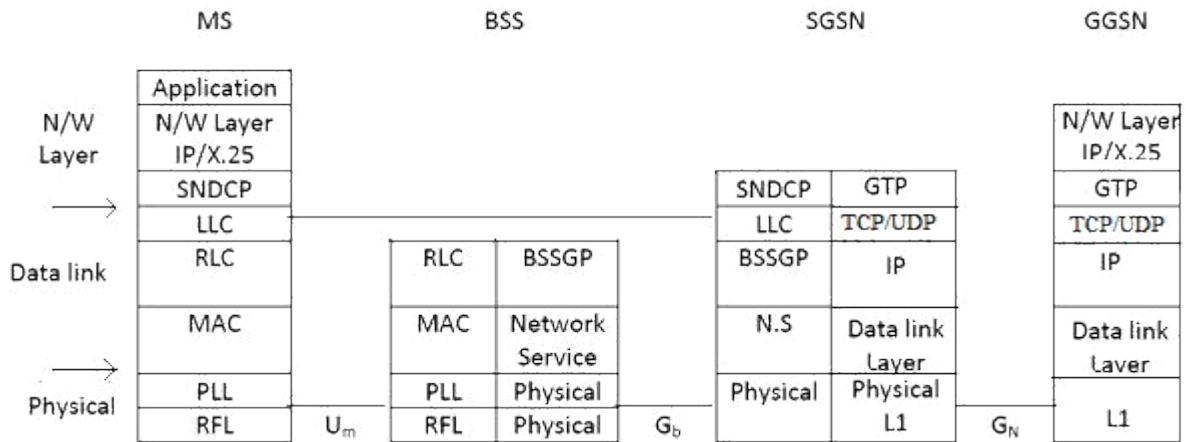 MS BSS SGSN GGSN
Application
N/W
Layer
N/W Layer
IP/X.25
N/W Layer
IP/X.25
SNDCP SNDCP GTP GTP
LLC LLC TCP/UDP TCP/UDP
Data link
RLC RLC BSSGP BSSGP IP IP
MAC MAC Network
Service
N.S Data link
Layer
Data link
Layer
Physical
PLL PLL Physical Physical Physical
L1
L1
RFL Um RFL Physical Gb GN